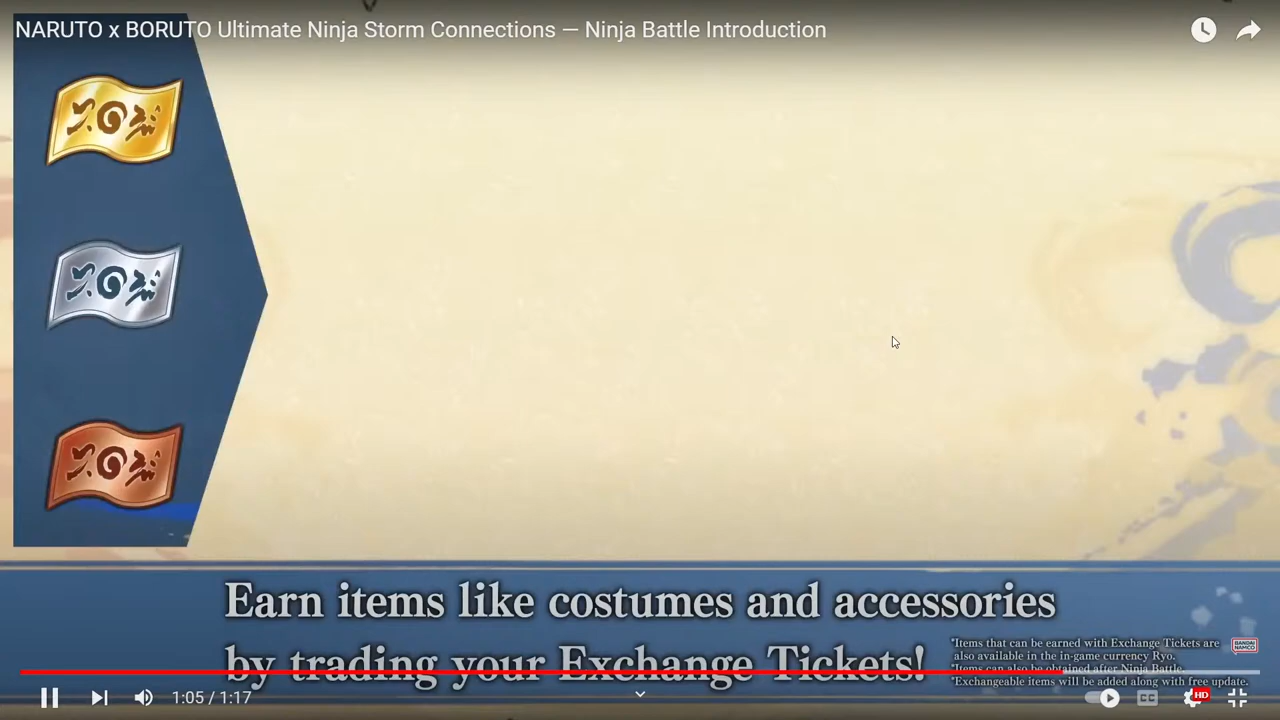 NARUTO x BORUTO Ultimate Ninja Storm Connections — Ninja Battle Introduction
Earn items like costumes and accessories
by trading your Exchange Tickets!
*Items that can be earned with Exchange Tickets are
also available in the in-game currency Ryo.
*Items can also be obtained after Ninja Battle.
*Exchangeable items will be added along with free update.
BANDAI
NAMCO
1:05 / 1:17
CC
HD